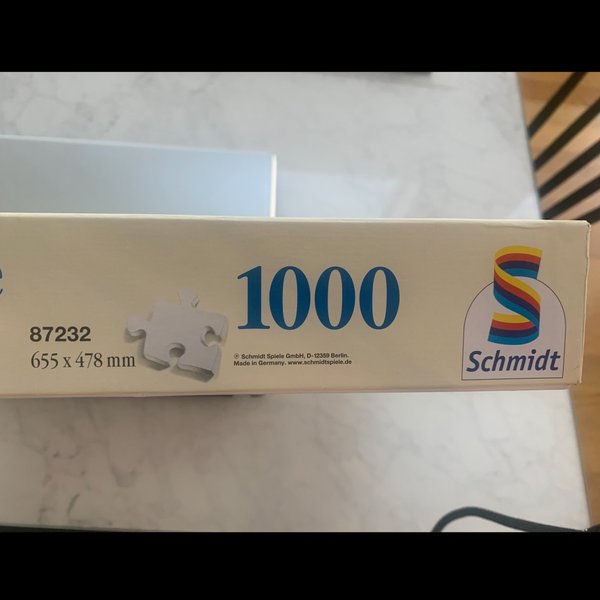 87232
655 x 478 mm
1000
℗ Schmidt Spiele GmbH, D-12359 Berlin.
Made in Germany. www.schmidtspiele.de
Schmidt